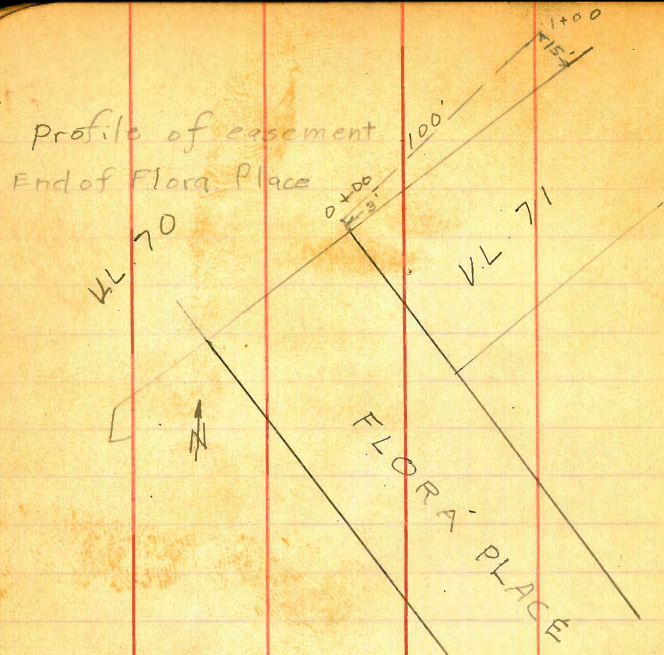 Profile of easement
End of Flora Place
1+00
15'
100'
0+00
3'
V.L 70
V.L 71
N
FLORA PLACE